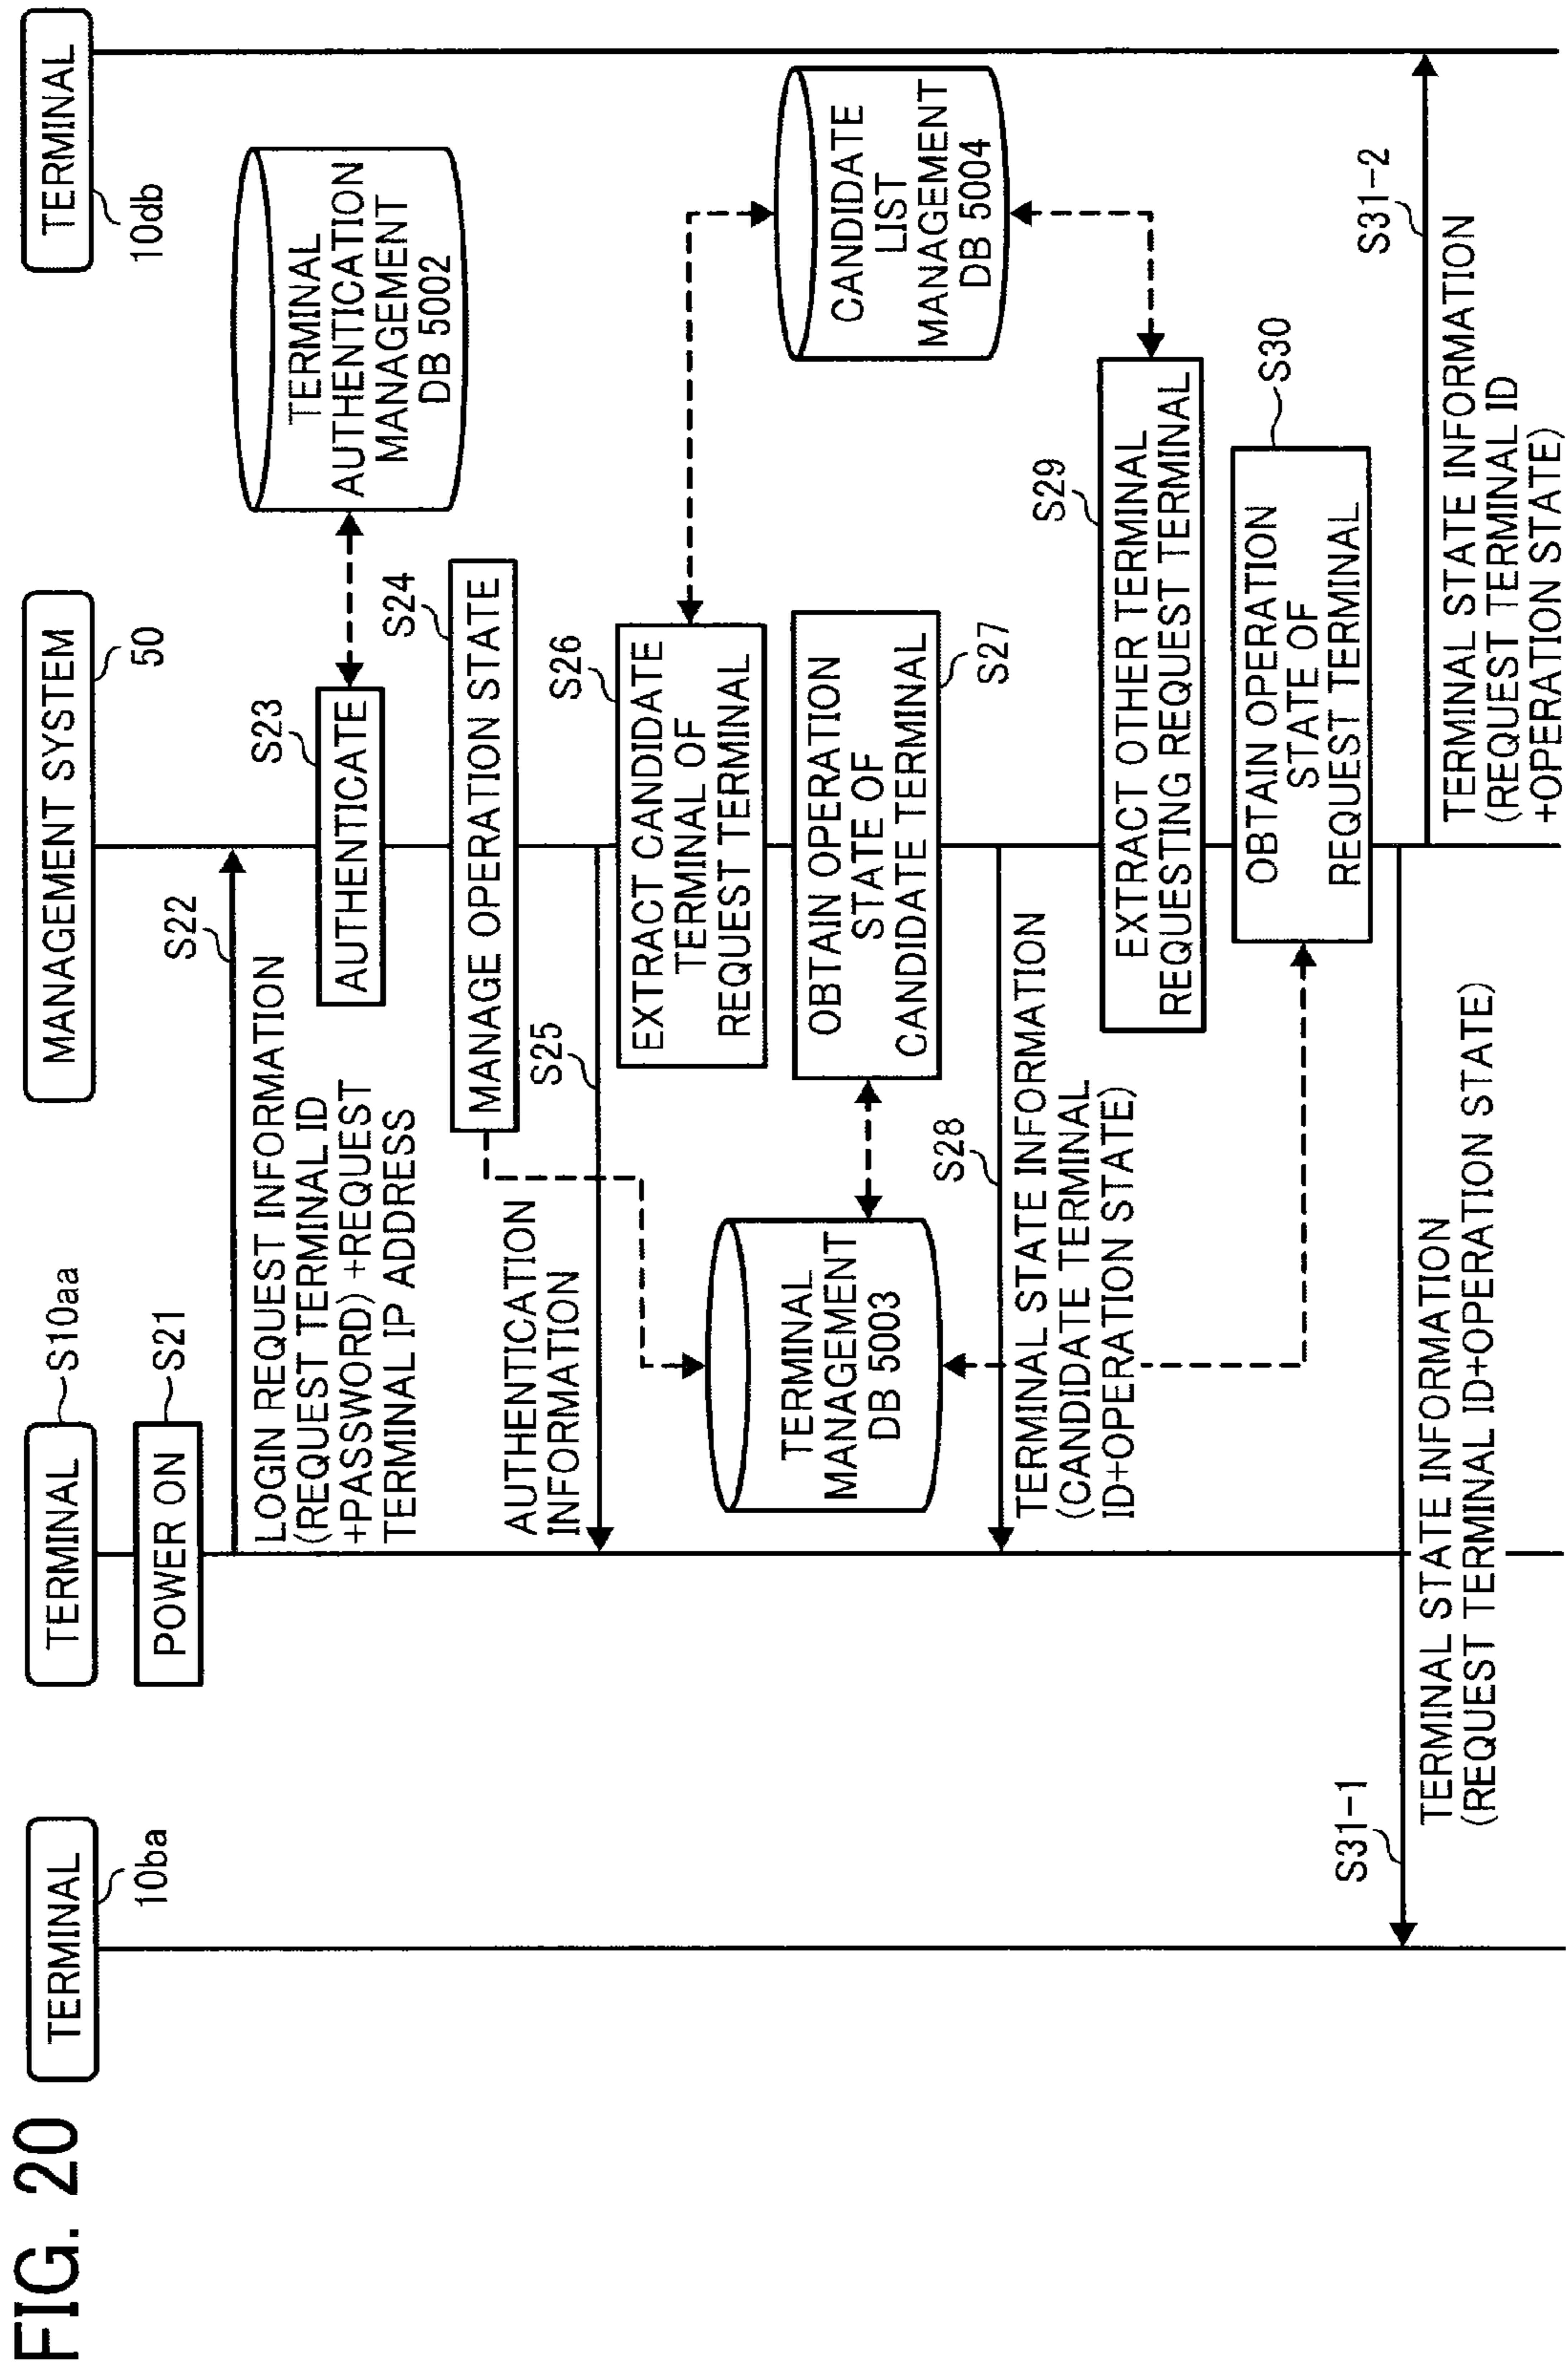 FIG. 20
TERMINAL
10ba
TERMINAL
S10aa
MANAGEMENT SYSTEM
50
TERMINAL
10db
POWER ON
S21
S22
LOGIN REQUEST INFORMATION
(REQUEST TERMINAL ID
+PASSWORD) +REQUEST
TERMINAL IP ADDRESS
S23
AUTHENTICATE
TERMINAL
AUTHENTICATION
MANAGEMENT
DB 5002
S24
MANAGE OPERATION STATE
S25
AUTHENTICATION
INFORMATION
S26
EXTRACT CANDIDATE
TERMINAL OF
REQUEST TERMINAL
CANDIDATE
LIST
MANAGEMENT
DB 5004
TERMINAL
MANAGEMENT
DB 5003
OBTAIN OPERATION
STATE OF
CANDIDATE TERMINAL
S27
S28
TERMINAL STATE INFORMATION
(CANDIDATE TERMINAL
ID+OPERATION STATE)
S29
EXTRACT OTHER TERMINAL
REQUESTING REQUEST TERMINAL
S30
OBTAIN OPERATION
STATE OF
REQUEST TERMINAL
S31-1
TERMINAL STATE INFORMATION
(REQUEST TERMINAL ID+OPERATION STATE)
S31-2
TERMINAL STATE INFORMATION
(REQUEST TERMINAL ID
+OPERATION STATE)